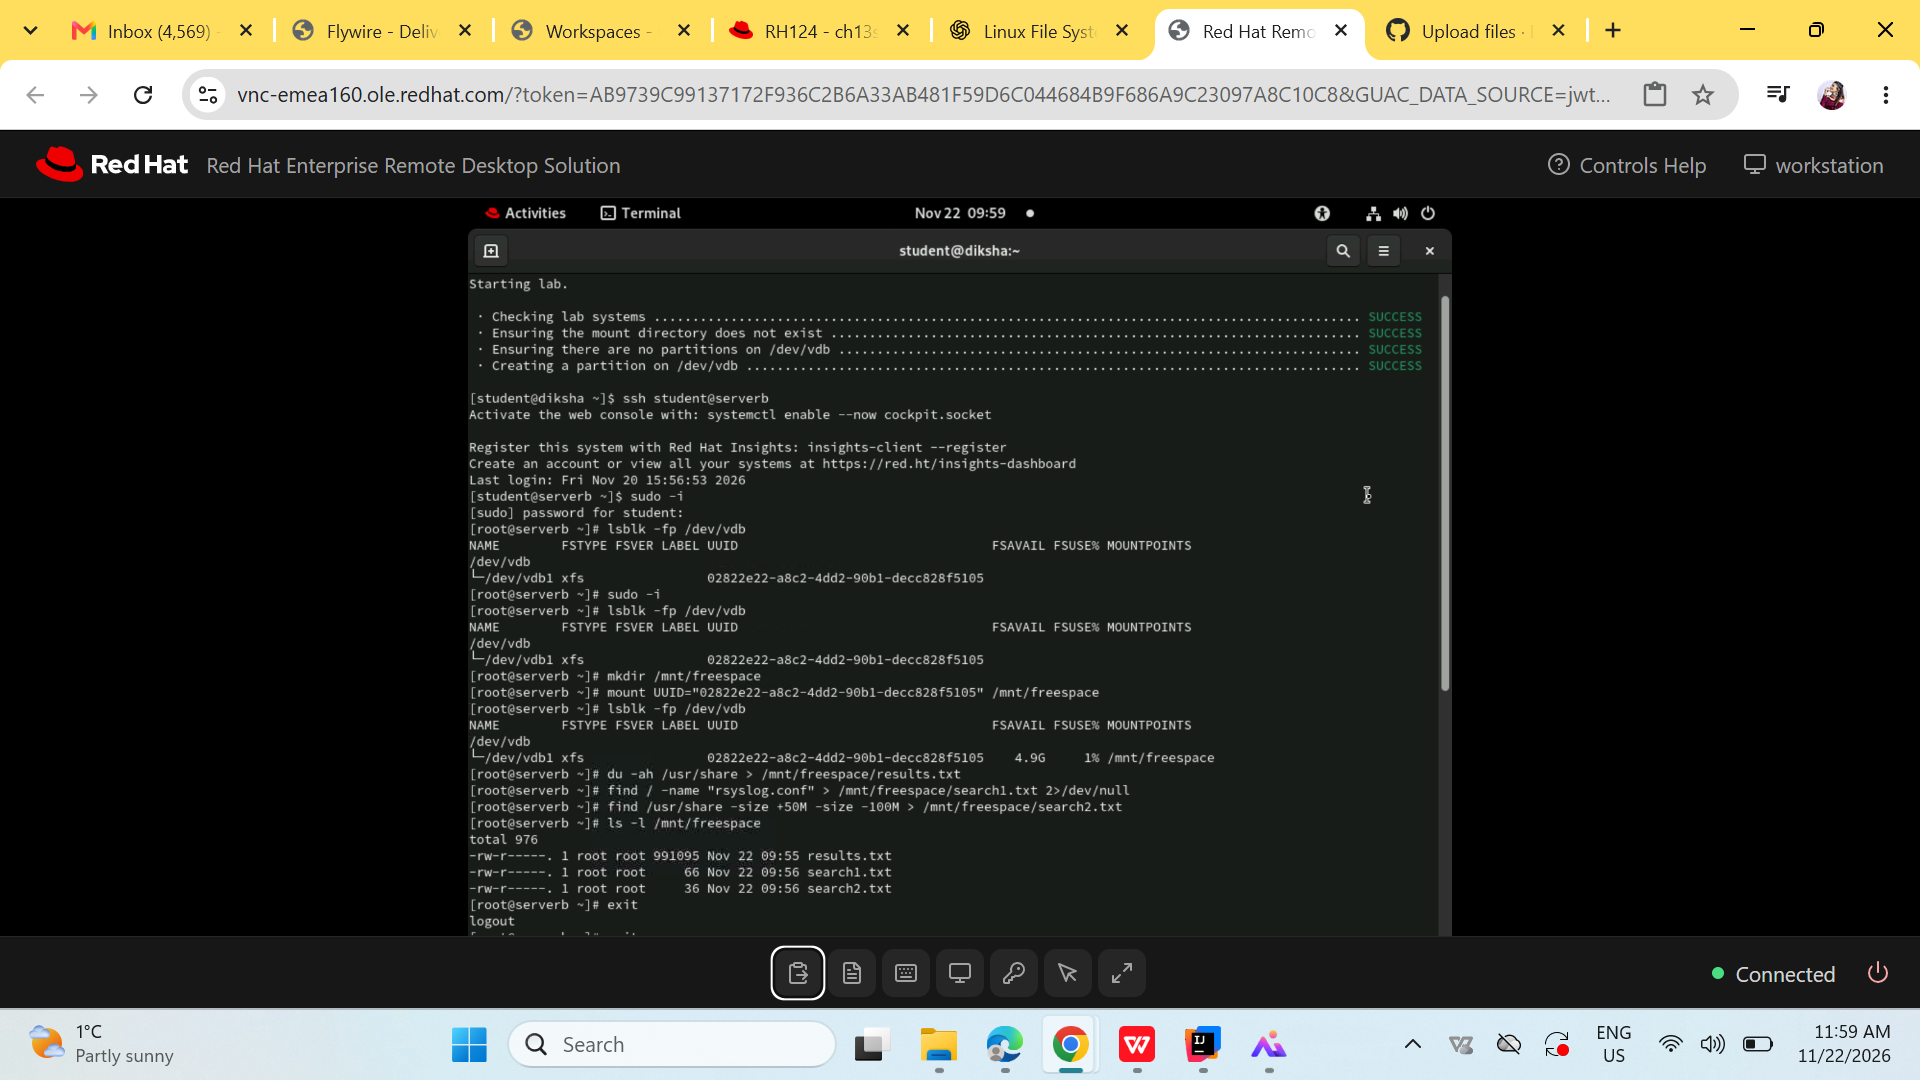 Inbox (4,569)
Flywire - Deliv
Workspaces -
RH124 - ch13s
Linux File Syst
Red Hat Remo
Upload files ·
vnc-emea160.ole.redhat.com/?token=AB9739C99137172F936C2B6A33AB481F59D6C044684B9F686A9C23097A8C10C8&GUAC_DATA_SOURCE=jwt...
Red Hat Red Hat Enterprise Remote Desktop Solution
Controls Help
workstation
Activities Terminal Nov 22 09:59
student@diksha:~
Starting lab.
· Checking lab systems ............................................................................................ SUCCESS
· Ensuring the mount directory does not exist ..................................................................... SUCCESS
· Ensuring there are no partitions on /dev/vdb .................................................................... SUCCESS
· Creating a partition on /dev/vdb ................................................................................ SUCCESS
[student@diksha ~]$ ssh student@serverb
Activate the web console with: systemctl enable --now cockpit.socket
Register this system with Red Hat Insights: insights-client --register
Create an account or view all your systems at https://red.ht/insights-dashboard
Last login: Fri Nov 20 15:56:53 2026
[student@serverb ~]$ sudo -i
[sudo] password for student:
[root@serverb ~]# lsblk -fp /dev/vdb
NAME FSTYPE FSVER LABEL UUID FSAVAIL FSUSE% MOUNTPOINTS
/dev/vdb
└─/dev/vdb1 xfs 02822e22-a8c2-4dd2-90b1-decc828f5105
[root@serverb ~]# sudo -i
[root@serverb ~]# lsblk -fp /dev/vdb
NAME FSTYPE FSVER LABEL UUID FSAVAIL FSUSE% MOUNTPOINTS
/dev/vdb
└─/dev/vdb1 xfs 02822e22-a8c2-4dd2-90b1-decc828f5105
[root@serverb ~]# mkdir /mnt/freespace
[root@serverb ~]# mount UUID="02822e22-a8c2-4dd2-90b1-decc828f5105" /mnt/freespace
[root@serverb ~]# lsblk -fp /dev/vdb
NAME FSTYPE FSVER LABEL UUID FSAVAIL FSUSE% MOUNTPOINTS
/dev/vdb
└─/dev/vdb1 xfs 02822e22-a8c2-4dd2-90b1-decc828f5105 4.9G 1% /mnt/freespace
[root@serverb ~]# du -ah /usr/share > /mnt/freespace/results.txt
[root@serverb ~]# find / -name "rsyslog.conf" > /mnt/freespace/search1.txt 2>/dev/null
[root@serverb ~]# find /usr/share -size +50M -size -100M > /mnt/freespace/search2.txt
[root@serverb ~]# ls -l /mnt/freespace
total 976
-rw-r-----. 1 root root 991095 Nov 22 09:55 results.txt
-rw-r-----. 1 root root 66 Nov 22 09:56 search1.txt
-rw-r-----. 1 root root 36 Nov 22 09:56 search2.txt
[root@serverb ~]# exit
logout
Connected
1°C
Partly sunny
Search
ENG
US
11:59 AM
11/22/2026